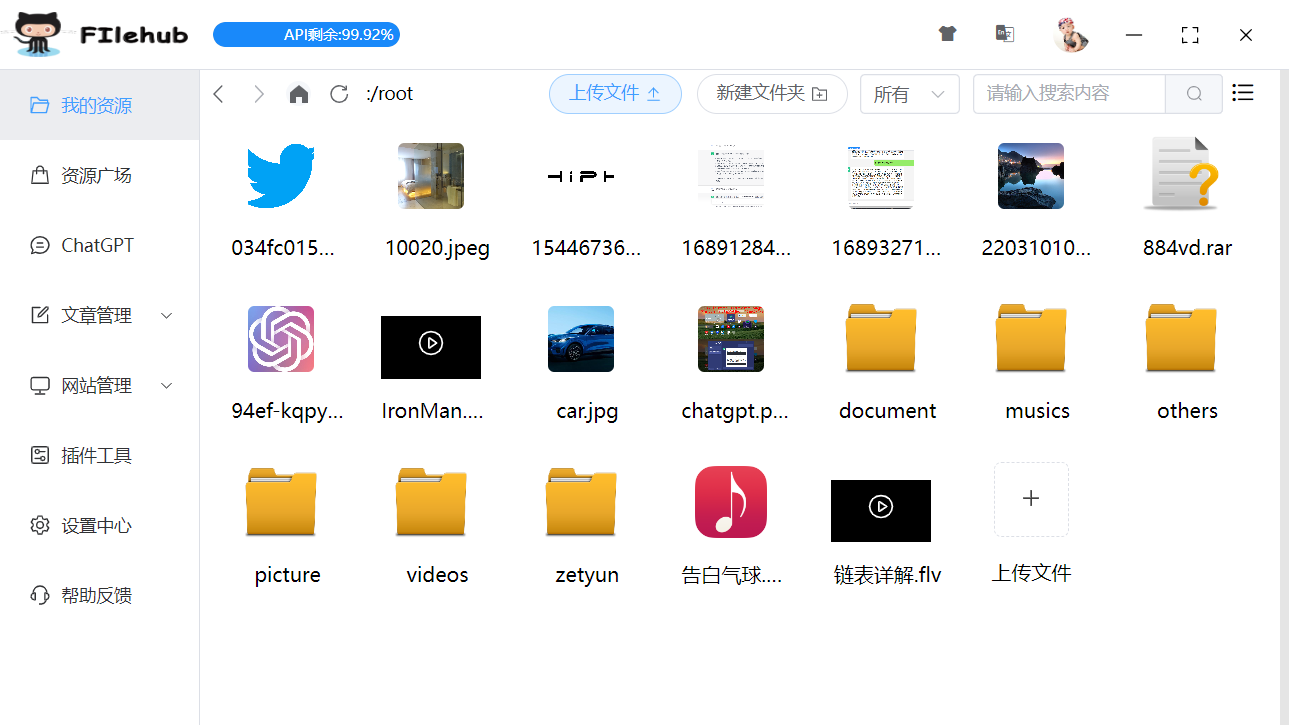 FIlehub
API剩余:99.92%
我的资源
资源广场
ChatGPT
文章管理
网站管理
插件工具
设置中心
帮助反馈
:/root
上传文件
新建文件夹
所有
请输入搜索内容
034fc015...
10020.jpeg
15446736...
16891284...
16893271...
22031010...
884vd.rar
94ef-kqpy...
IronMan....
car.jpg
chatgpt.p...
document
musics
others
picture
videos
zetyun
告白气球....
链表详解.flv
上传文件